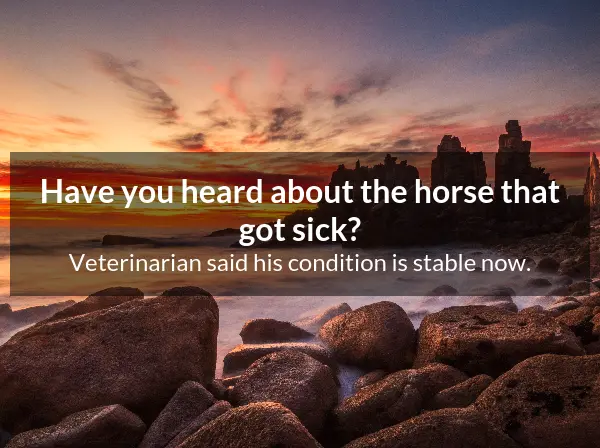 Have you heard about the horse that
got sick?
Veterinarian said his condition is stable now.